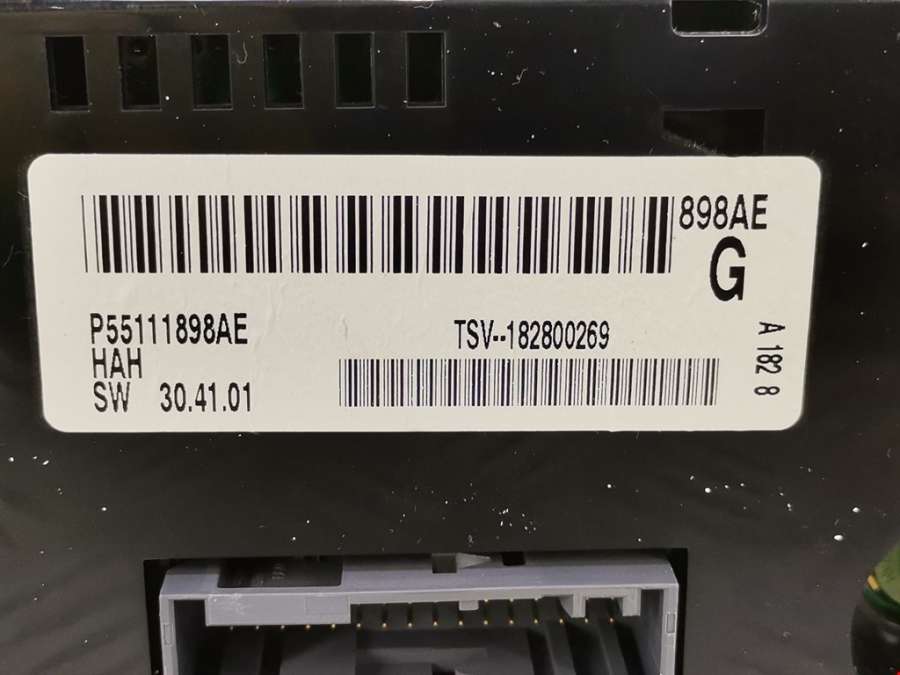 898AE
G
P55111898AE
TSV--182800269
HAH
SW 30.41.01
A 182 8